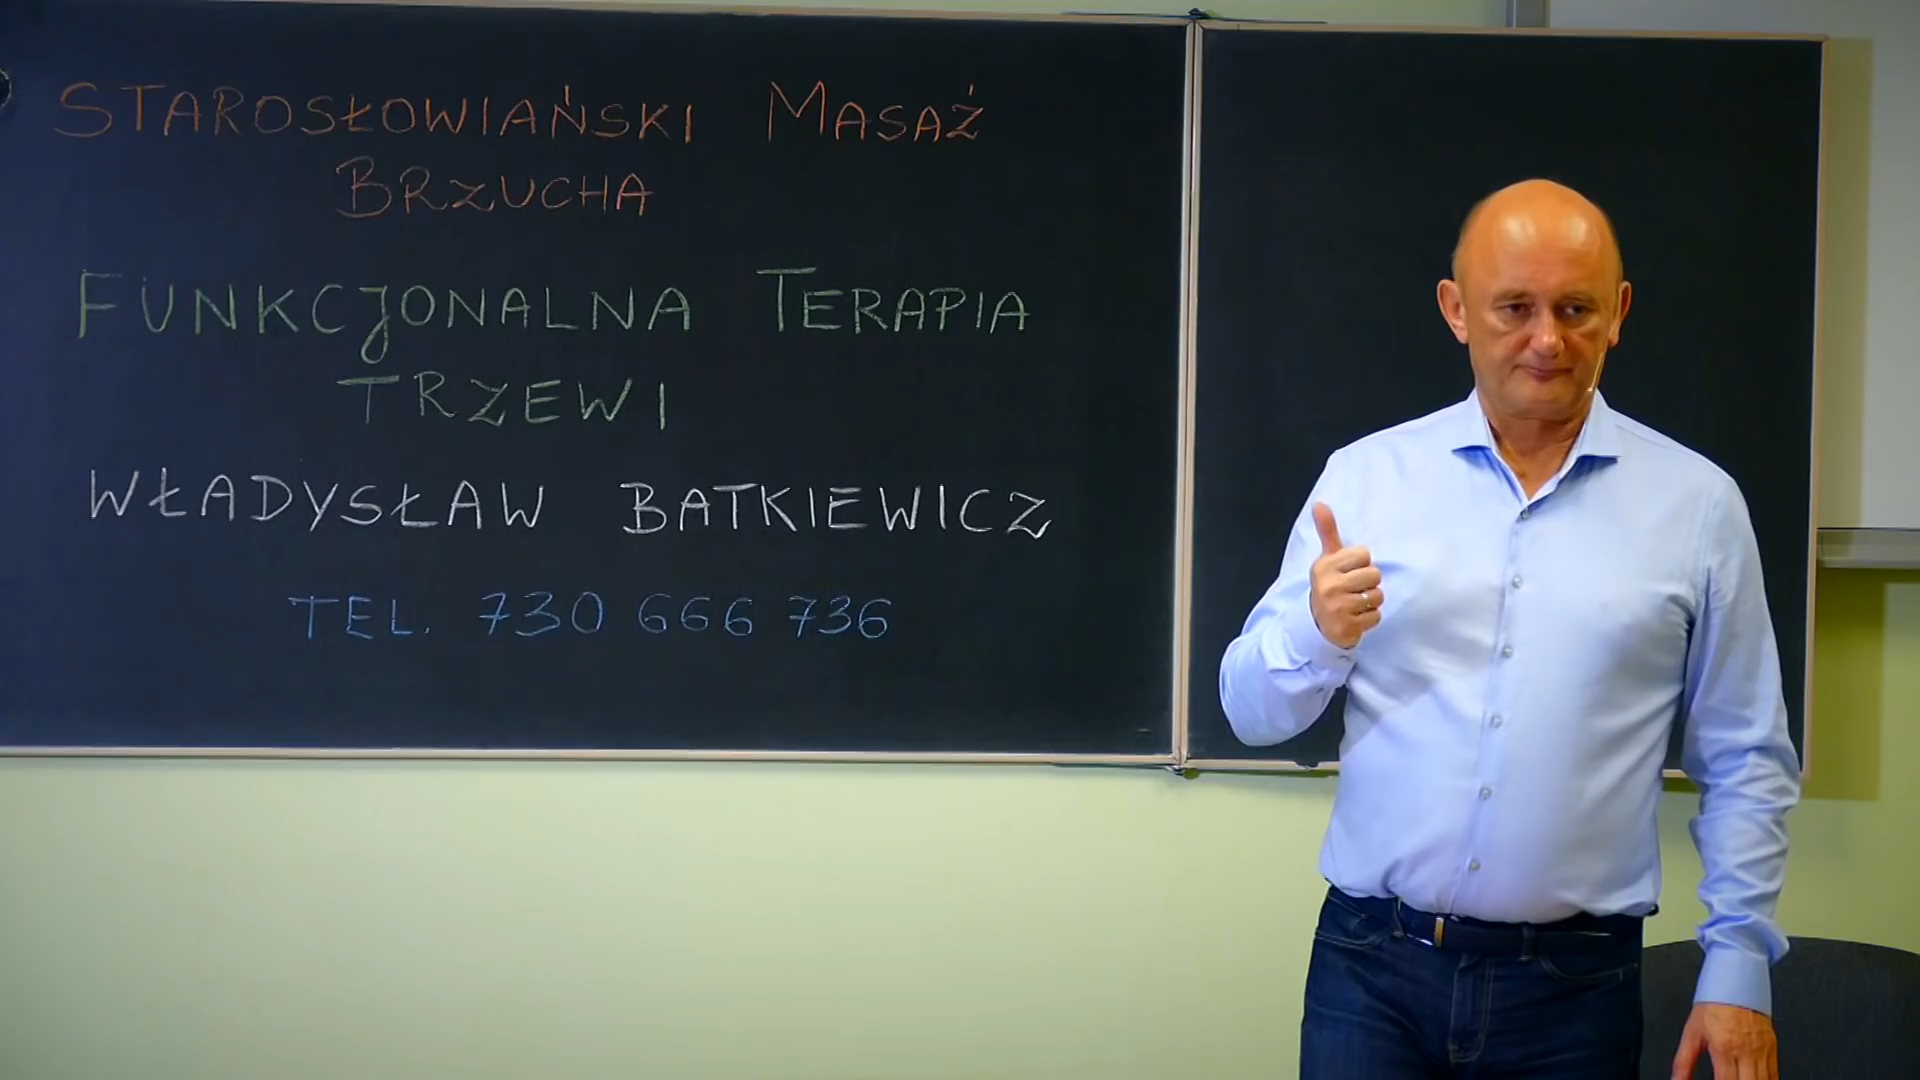 STAROSŁOWIAŃSKI MASAŻ
BRZUCHA
FUNKCJONALNA TERAPIA
TRZEWI
WŁADYSŁAW BATKIEWICZ
TEL. 730 666 736